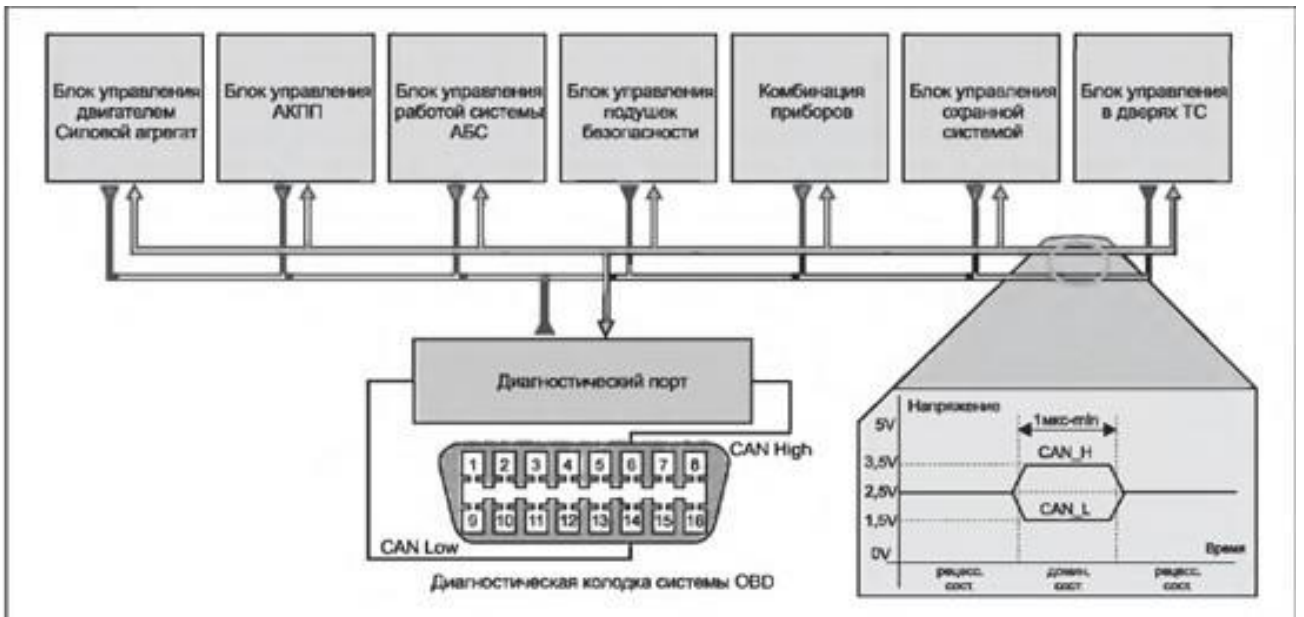 Блок управления
двигателем
Силовой агрегат
Блок управления
АКПП
Блок управления
работой системы
АБС
Блок управления
подушек
безопасности
Комбинация
приборов
Блок управления
охранной
системой
Блок управления
в дверях ТС
Диагностический порт
CAN High
1 2 3 4 5 6 7 8
9 10 11 12 13 14 15 16
CAN Low
Диагностическая колодка системы OBD
Напряжение
5V
1мкс-min
CAN_H
3,5V
2,5V
CAN_L
1,5V
0V
Время
рецесс. сост.
домин. сост.
рецесс. сост.